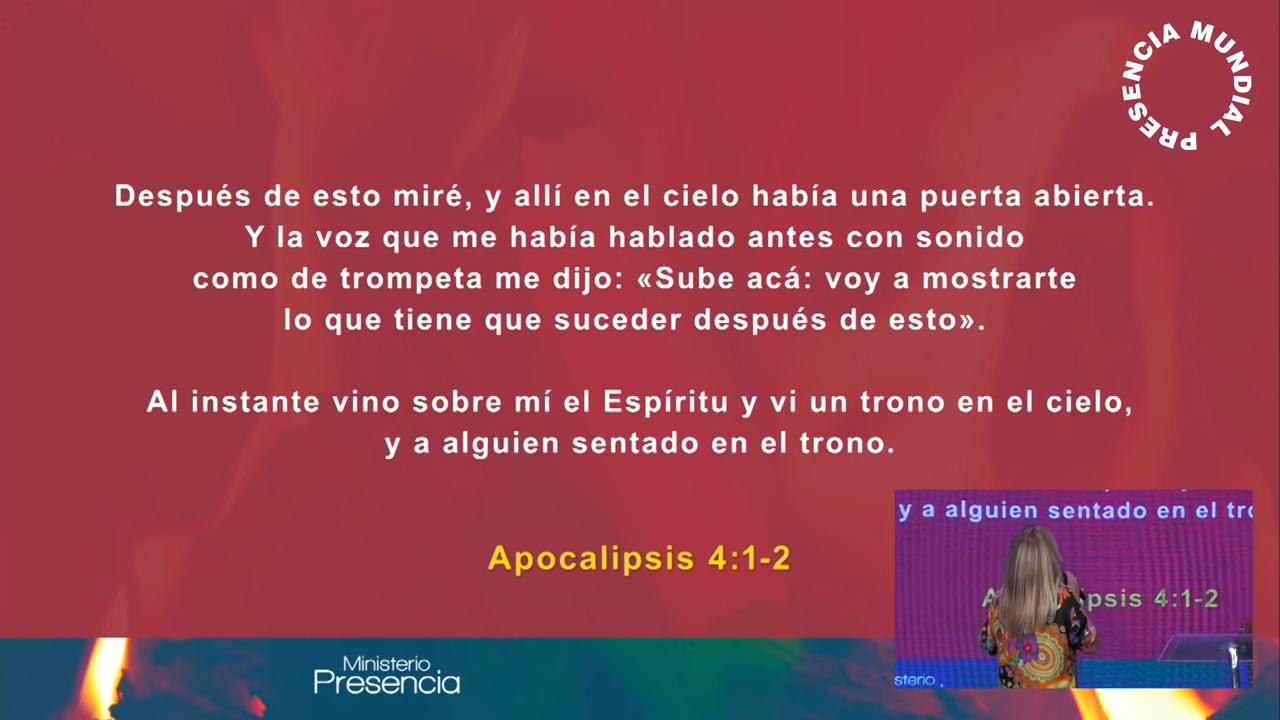 PRESENCIA MUNDIAL
Después de esto miré, y allí en el cielo había una puerta abierta.
Y la voz que me había hablado antes con sonido
como de trompeta me dijo: «Sube acá: voy a mostrarte
lo que tiene que suceder después de esto».
Al instante vino sobre mí el Espíritu y vi un trono en el cielo,
y a alguien sentado en el trono.
Apocalipsis 4:1-2
y a alguien sentado en el tro
A psis 4:1-2
sterio
Ministerio
Presencia